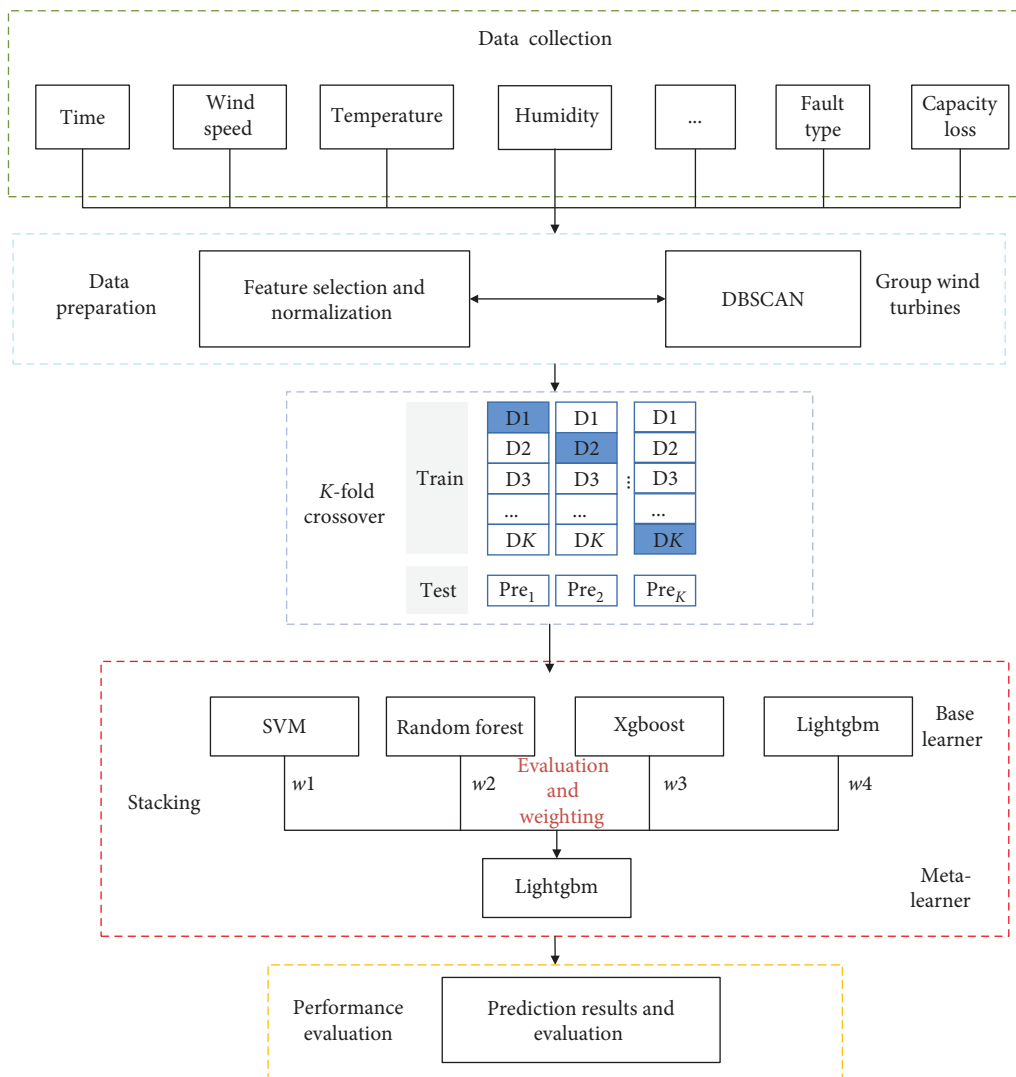 Data collection
Time
Wind
speed
Temperature
Humidity
...
Fault
type
Capacity
loss
Data
preparation
Feature selection and
normalization
DBSCAN
Group wind
turbines
K-fold
crossover
Train
D1
D2
D3
...
DK
D1
D2
D3
...
DK
...
D1
D2
D3
...
DK
Test
Pre1
Pre2
PreK
Stacking
SVM
Random forest
Xgboost
Lightgbm
Base
learner
w1
w2
Evaluation
and
weighting
w3
w4
Lightgbm
Meta-
learner
Performance
evaluation
Prediction results and
evaluation